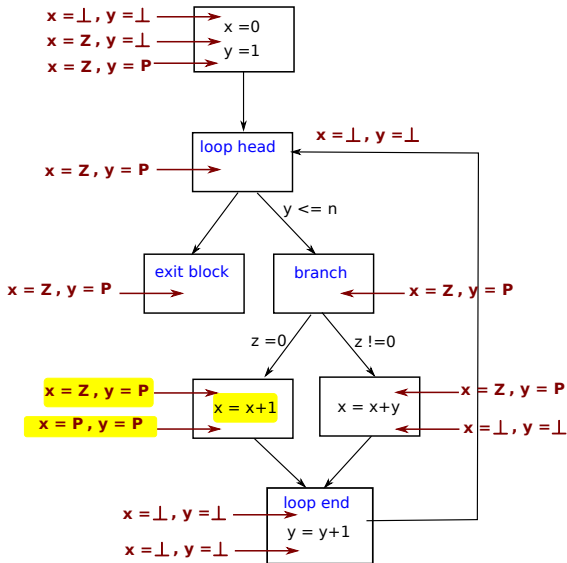 x = ⊥ , y = ⊥
x = 0
x = Z , y = ⊥
y = 1
x = Z , y = P
x = ⊥ , y = ⊥
loop head
x = Z , y = P
y <= n
exit block
branch
x = Z , y = P
x = Z , y = P
z =0
z !=0
x = Z , y = P
x = Z , y = P
x = x+1
x = x+y
x = P , y = P
x = ⊥ , y = ⊥
loop end
x = ⊥ , y = ⊥
y = y+1
x = ⊥ , y = ⊥